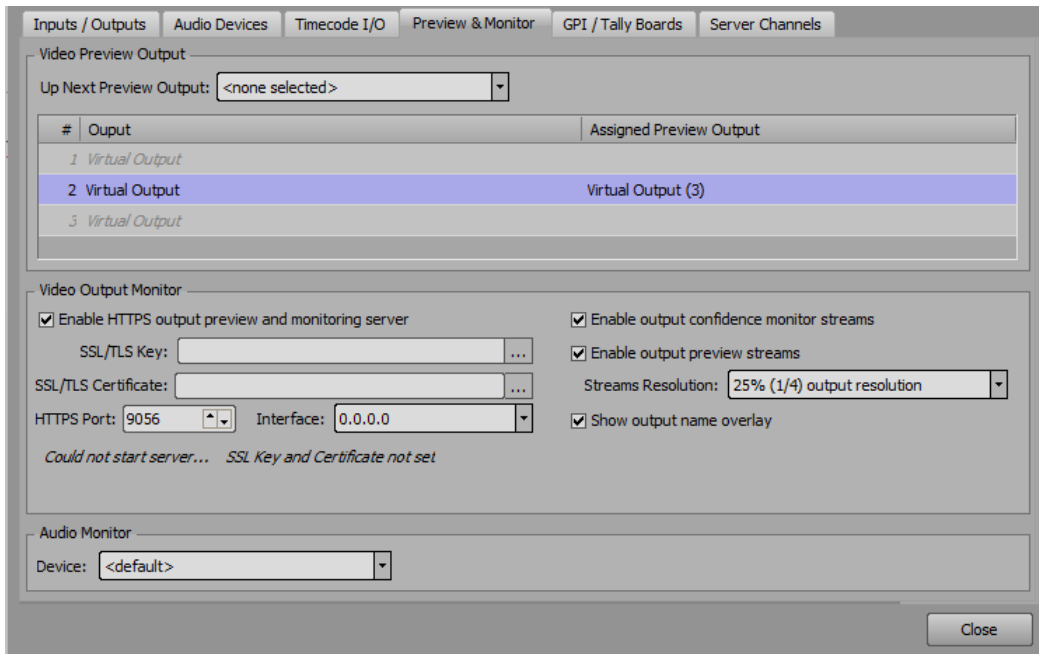 Inputs / Outputs Audio Devices Timecode I/O Preview & Monitor GPI / Tally Boards Server Channels
Video Preview Output
Up Next Preview Output: <none selected>
# Ouput Assigned Preview Output
1 Virtual Output
2 Virtual Output Virtual Output (3)
3 Virtual Output
Video Output Monitor
Enable HTTPS output preview and monitoring server Enable output confidence monitor streams
SSL/TLS Key: ... Enable output preview streams
SSL/TLS Certificate: ... Streams Resolution: 25% (1/4) output resolution
HTTPS Port: 9056 Interface: 0.0.0.0 Show output name overlay
Could not start server... SSL Key and Certificate not set
Audio Monitor
Device: <default>
Close